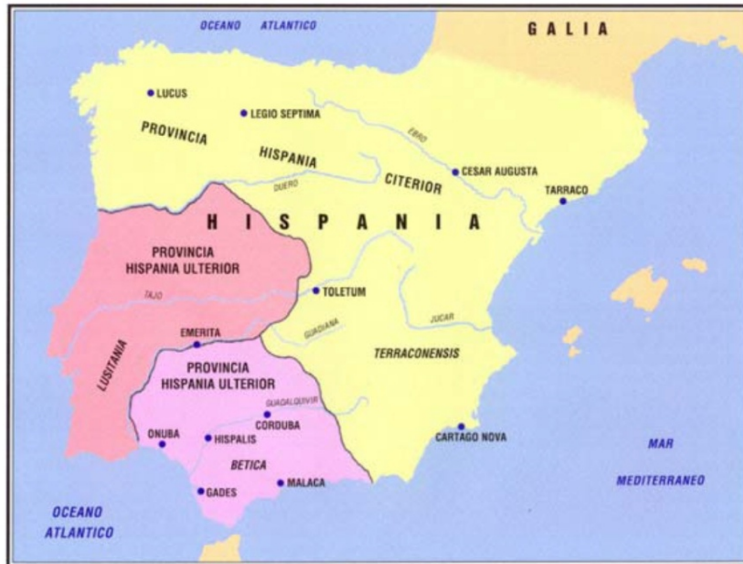 OCEANO ATLANTICO
GALIA
LUCUS
LEGIO SEPTIMA
PROVINCIA
HISPANIA
CITERIOR
EBRO
CESAR AUGUSTA
TARRACO
DUERO
HISPANIA
PROVINCIA
HISPANIA ULTERIOR
TAJO
TOLETUM
JUCAR
GUADIANA
EMERITA
LUSITANIA
TERRACONENSIS
PROVINCIA
HISPANIA ULTERIOR
GUADALQUIVIR
CORDUBA
ONUBA
HISPALIS
BETICA
GADES
MALACA
CARTAGO NOVA
MAR
MEDITERRANEO
OCEANO
ATLANTICO